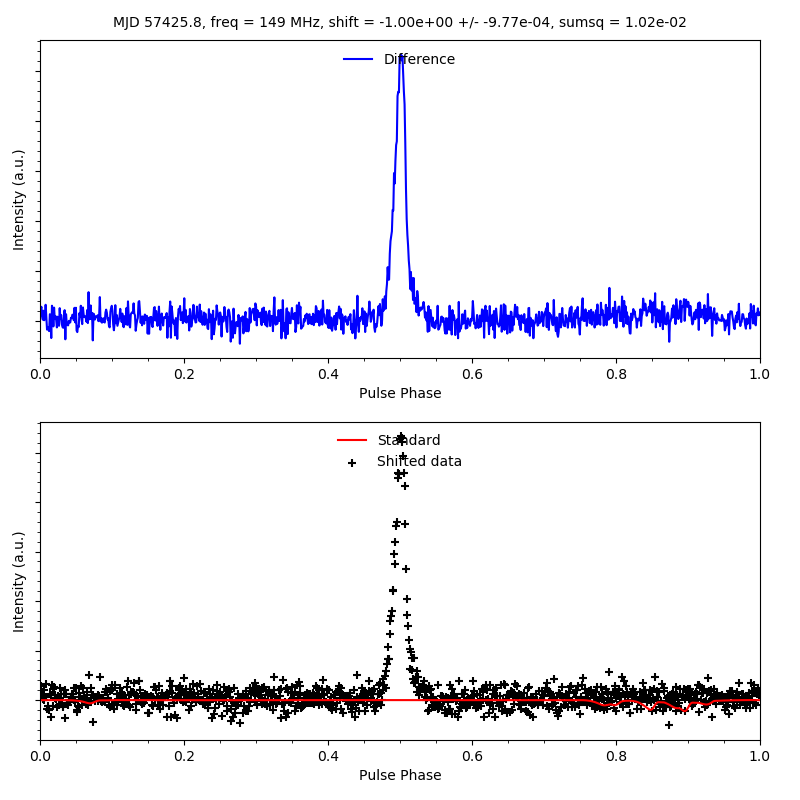 MJD 57425.8, freq = 149 MHz, shift = -1.00e+00 +/- -9.77e-04, sumsq = 1.02e-02
Difference
Intensity (a.u.)
0.0 0.2 0.4 0.6 0.8 1.0
Pulse Phase
Standard
Shifted data
Intensity (a.u.)
0.0 0.2 0.4 0.6 0.8 1.0
Pulse Phase